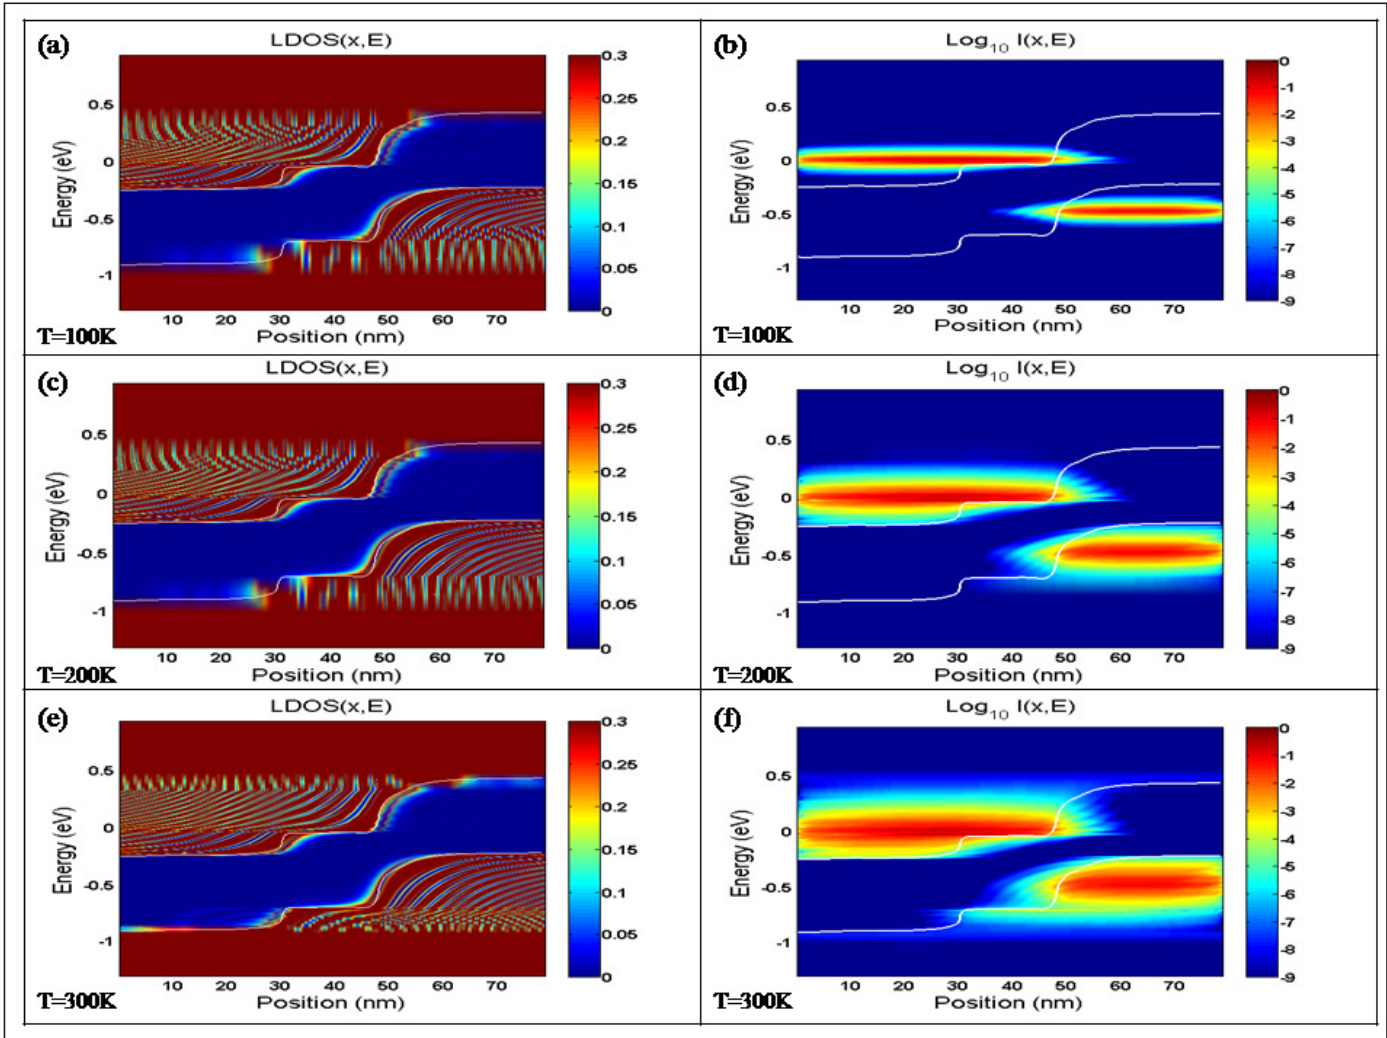 (a)
LDOS(x,E)
Energy (eV)
0.5
0
-0.5
-1
10 20 30 40 50 60 70
Position (nm)
0.3
0.25
0.2
0.15
0.1
0.05
0
T=100K
(b)
Log10 I(x,E)
Energy (eV)
0.5
0
-0.5
-1
10 20 30 40 50 60 70
Position (nm)
0
-1
-2
-3
-4
-5
-6
-7
-8
-9
T=100K
(c)
LDOS(x,E)
Energy (eV)
0.5
0
-0.5
-1
10 20 30 40 50 60 70
Position (nm)
0.3
0.25
0.2
0.15
0.1
0.05
0
T=200K
(d)
Log10 I(x,E)
Energy (eV)
0.5
0
-0.5
-1
10 20 30 40 50 60 70
Position (nm)
0
-1
-2
-3
-4
-5
-6
-7
-8
-9
T=200K
(e)
LDOS(x,E)
Energy (eV)
0.5
0
-0.5
-1
10 20 30 40 50 60 70
Position (nm)
0.3
0.25
0.2
0.15
0.1
0.05
0
T=300K
(f)
Log10 I(x,E)
Energy (eV)
0.5
0
-0.5
-1
10 20 30 40 50 60 70
Position (nm)
0
-1
-2
-3
-4
-5
-6
-7
-8
-9
T=300K